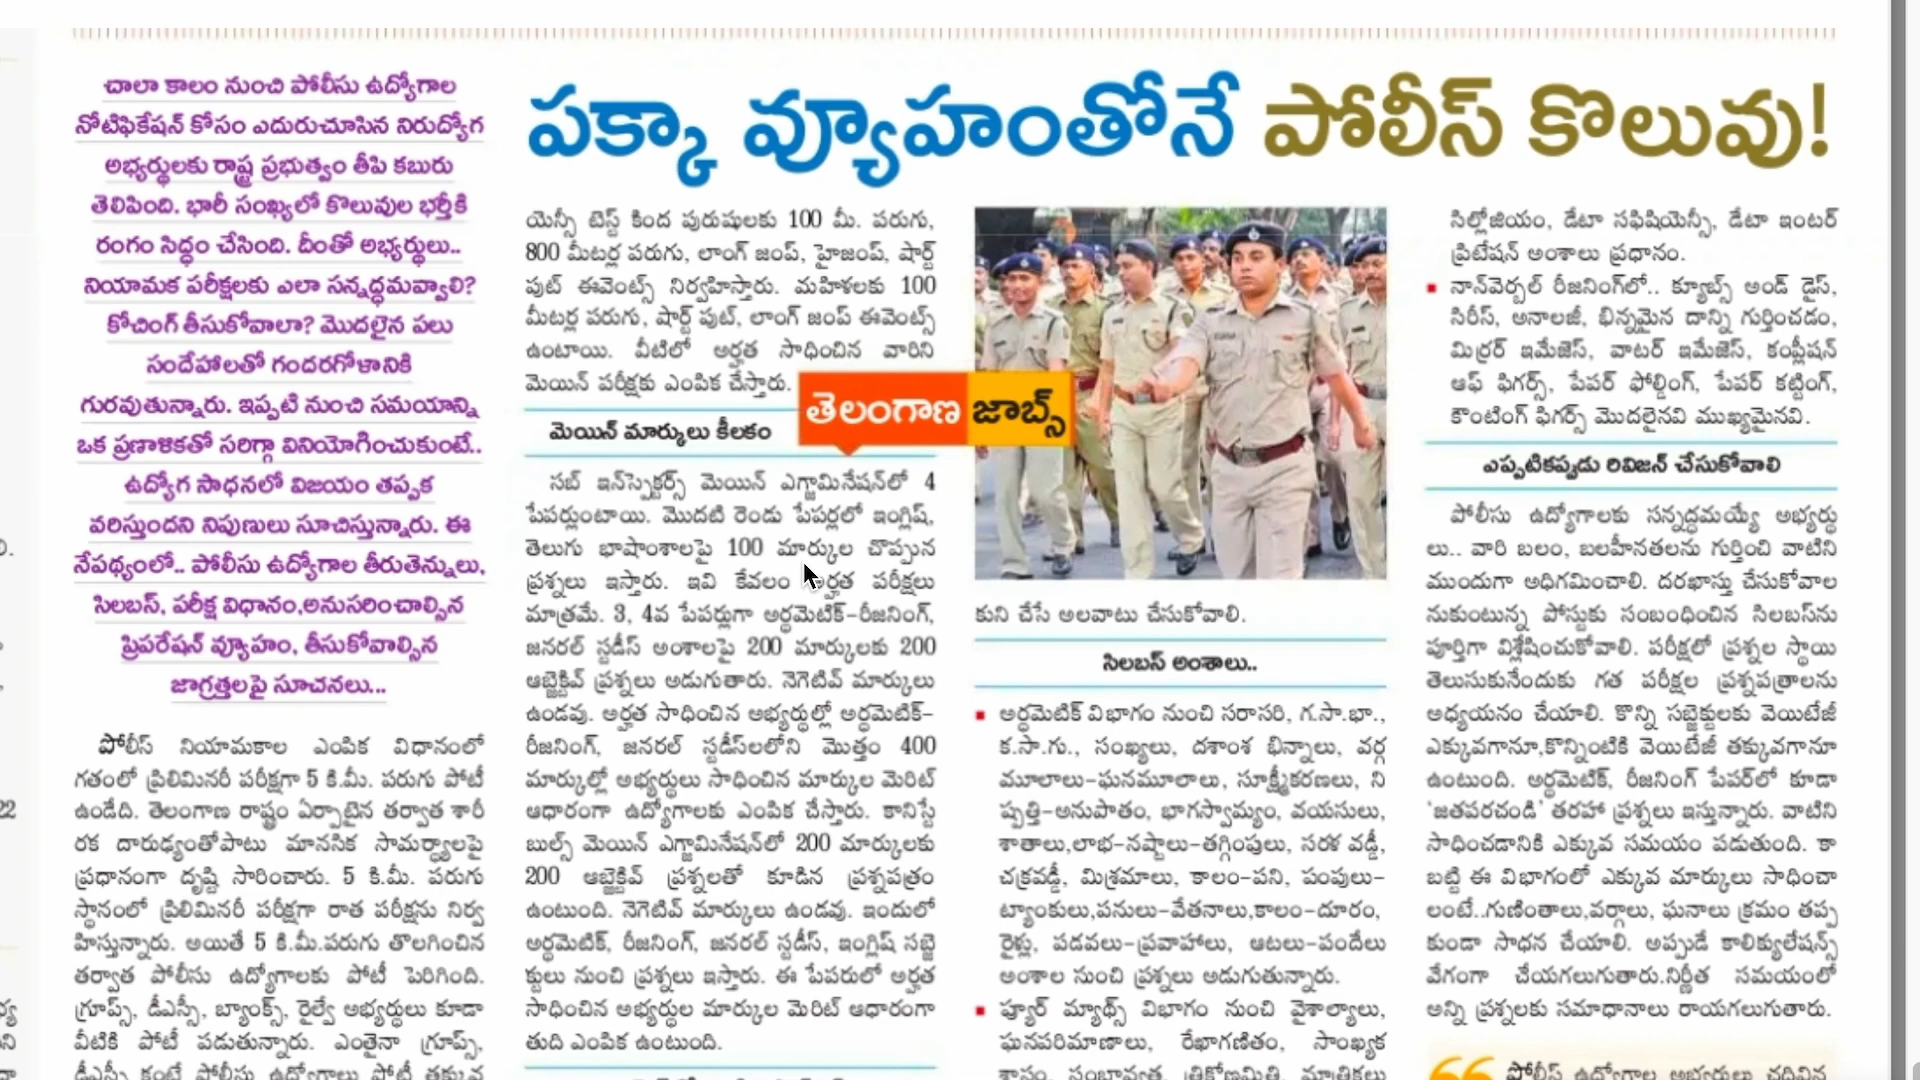 పక్కా వ్యూహంతోనే పోలీస్ కొలువు!
చాలా కాలం నుంచి పోలీసు ఉద్యోగాల
నోటిఫికేషన్ కోసం ఎదురుచూసిన నిరుద్యోగ
అభ్యర్థులకు రాష్ట్ర ప్రభుత్వం తీపి కబురు
తెలిపింది. భారీ సంఖ్యలో కొలువుల భర్తీకి
రంగం సిద్ధం చేసింది. దీంతో అభ్యర్థులు..
నియామక పరీక్షలకు ఎలా సన్నద్ధమవ్వాలి?
కోచింగ్ తీసుకోవాలా? మొదలైన పలు
సందేహాలతో గందరగోళానికి
గురవుతున్నారు. ఇప్పటి నుంచి సమయాన్ని
ఒక ప్రణాళికతో సరిగ్గా వినియోగించుకుంటే..
ఉద్యోగ సాధనలో విజయం తప్పక
వరిస్తుందని నిపుణులు సూచిస్తున్నారు. ఈ
నేపథ్యంలో.. పోలీసు ఉద్యోగాల తీరుతెన్నులు,
సిలబస్, పరీక్ష విధానం,అనుసరించాల్సిన
ప్రిపరేషన్ వ్యూహం, తీసుకోవాల్సిన
జాగ్రత్తలపై సూచనలు...
పోలీస్ నియామకాల ఎంపిక విధానంలో
గతంలో ప్రిలిమినరీ పరీక్షగా 5 కి.మీ. పరుగు పోటీ
ఉండేది. తెలంగాణ రాష్ట్రం ఏర్పాటైన తర్వాత శారీ
రక దారుఢ్యంతోపాటు మానసిక సామర్థ్యాలపై
ప్రధానంగా దృష్టి సారించారు. 5 కి.మీ. పరుగు
స్థానంలో ప్రిలిమినరీ పరీక్షగా రాత పరీక్షను నిర్వ
హిస్తున్నారు. అయితే 5 కి.మీ.పరుగు తొలగించిన
తర్వాత పోలీసు ఉద్యోగాలకు పోటీ పెరిగింది.
గ్రూప్స్, డీఎస్సీ, బ్యాంక్స్, రైల్వే అభ్యర్థులు కూడా
వీటికి పోటీ పడుతున్నారు. ఎంతైనా గ్రూప్స్,
డీఎస్సీ కంటే పోలీసు ఉద్యోగాలు పోటీ తక్కువ
యెన్సీ టెస్ట్ కింద పురుషులకు 100 మీ. పరుగు,
800 మీటర్ల పరుగు, లాంగ్ జంప్, హైజంప్, షార్ట్
పుట్ ఈవెంట్స్ నిర్వహిస్తారు. మహిళలకు 100
మీటర్ల పరుగు, షార్ట్ పుట్, లాంగ్ జంప్ ఈవెంట్స్
ఉంటాయి. వీటిలో అర్హత సాధించిన వారిని
మెయిన్ పరీక్షకు ఎంపిక చేస్తారు.
మెయిన్ మార్కులు కీలకం
తెలంగాణ జాబ్స్
సబ్ ఇన్‌స్పెక్టర్స్ మెయిన్ ఎగ్జామినేషన్‌లో 4
పేపర్లుంటాయి. మొదటి రెండు పేపర్లలో ఇంగ్లిష్,
తెలుగు భాషాంశాలపై 100 మార్కుల చొప్పున
ప్రశ్నలు ఇస్తారు. ఇవి కేవలం అర్హత పరీక్షలు
మాత్రమే. 3, 4వ పేపర్లుగా అర్థమెటిక్-రీజనింగ్,
జనరల్ స్టడీస్ అంశాలపై 200 మార్కులకు 200
ఆబ్జెక్టివ్ ప్రశ్నలు అడుగుతారు. నెగెటివ్ మార్కులు
ఉండవు. అర్హత సాధించిన అభ్యర్థుల్లో అర్థమెటిక్-
రీజనింగ్, జనరల్ స్టడీస్‌లలోని మొత్తం 400
మార్కుల్లో అభ్యర్థులు సాధించిన మార్కుల మెరిట్
ఆధారంగా ఉద్యోగాలకు ఎంపిక చేస్తారు. కానిస్టే
బుల్స్ మెయిన్ ఎగ్జామినేషన్‌లో 200 మార్కులకు
200 ఆబ్జెక్టివ్ ప్రశ్నలతో కూడిన ప్రశ్నపత్రం
ఉంటుంది. నెగెటివ్ మార్కులు ఉండవు. ఇందులో
అర్థమెటిక్, రీజనింగ్, జనరల్ స్టడీస్, ఇంగ్లిష్ సబ్జె
క్టులు నుంచి ప్రశ్నలు ఇస్తారు. ఈ పేపరులో అర్హత
సాధించిన అభ్యర్థుల మార్కుల మెరిట్ ఆధారంగా
తుది ఎంపిక ఉంటుంది.
కుని చేసే అలవాటు చేసుకోవాలి.
సిలబస్ అంశాలు..
అర్థమెటిక్ విభాగం నుంచి సరాసరి, గ.సా.భా.,
క.సా.గు., సంఖ్యలు, దశాంశ భిన్నాలు, వర్గ
మూలాలు-ఘనమూలాలు, సూక్ష్మీకరణలు, ని
ష్పత్తి-అనుపాతం, భాగస్వామ్యం, వయసులు,
శాతాలు,లాభ-నష్టాలు-తగ్గింపులు, సరళ వడ్డీ,
చక్రవడ్డీ, మిశ్రమాలు, కాలం-పని, పంపులు-
ట్యాంకులు,పనులు-వేతనాలు,కాలం-దూరం,
రైళ్లు, పడవలు-ప్రవాహాలు, ఆటలు-పందేలు
అంశాల నుంచి ప్రశ్నలు అడుగుతున్నారు.
ప్యూర్ మ్యాథ్స్ విభాగం నుంచి వైశాల్యాలు,
ఘనపరిమాణాలు, రేఖాగణితం, సాంఖ్యక
శాస్త్రం, సంభావ్యత, త్రికోణమితి, మాత్రికలు
సిల్లోజియం, డేటా సఫిషియెన్సీ, డేటా ఇంటర్
ప్రిటేషన్ అంశాలు ప్రధానం.
నాన్‌వెర్బల్ రీజనింగ్‌లో.. క్యూబ్స్ అండ్ డైస్,
సిరీస్, అనాలజీ, భిన్నమైన దాన్ని గుర్తించడం,
మిర్రర్ ఇమేజెస్, వాటర్ ఇమేజెస్, కంప్లీషన్
ఆఫ్ ఫిగర్స్, పేపర్ ఫోల్డింగ్, పేపర్ కట్టింగ్,
కౌంటింగ్ ఫిగర్స్ మొదలైనవి ముఖ్యమైనవి.
ఎప్పటికప్పుడు రివిజన్ చేసుకోవాలి
పోలీసు ఉద్యోగాలకు సన్నద్ధమయ్యే అభ్యర్థు
లు.. వారి బలం, బలహీనతలను గుర్తించి వాటిని
ముందుగా అధిగమించాలి. దరఖాస్తు చేసుకోవాల
నుకుంటున్న పోస్టుకు సంబంధించిన సిలబస్‌ను
పూర్తిగా విశ్లేషించుకోవాలి. పరీక్షలో ప్రశ్నల స్థాయి
తెలుసుకునేందుకు గత పరీక్షల ప్రశ్నపత్రాలను
అధ్యయనం చేయాలి. కొన్ని సబ్జెక్టులకు వెయిటేజీ
ఎక్కువగానూ,కొన్నింటికి వెయిటేజీ తక్కువగానూ
ఉంటుంది. అర్థమెటిక్, రీజనింగ్ పేపర్‌లో కూడా
'జతపరచండి' తరహా ప్రశ్నలు ఇస్తున్నారు. వాటిని
సాధించడానికి ఎక్కువ సమయం పడుతుంది. కా
బట్టి ఈ విభాగంలో ఎక్కువ మార్కులు సాధించా
లంటే..గుణింతాలు,వర్గాలు, ఘనాలు క్రమం తప్ప
కుండా సాధన చేయాలి. అప్పుడే కాలిక్యులేషన్స్
వేగంగా చేయగలుగుతారు.నిర్ణీత సమయంలో
అన్ని ప్రశ్నలకు సమాధానాలు రాయగలుగుతారు.
పోలీస్ ఉద్యోగాల అభ్యర్థులు చదివిన